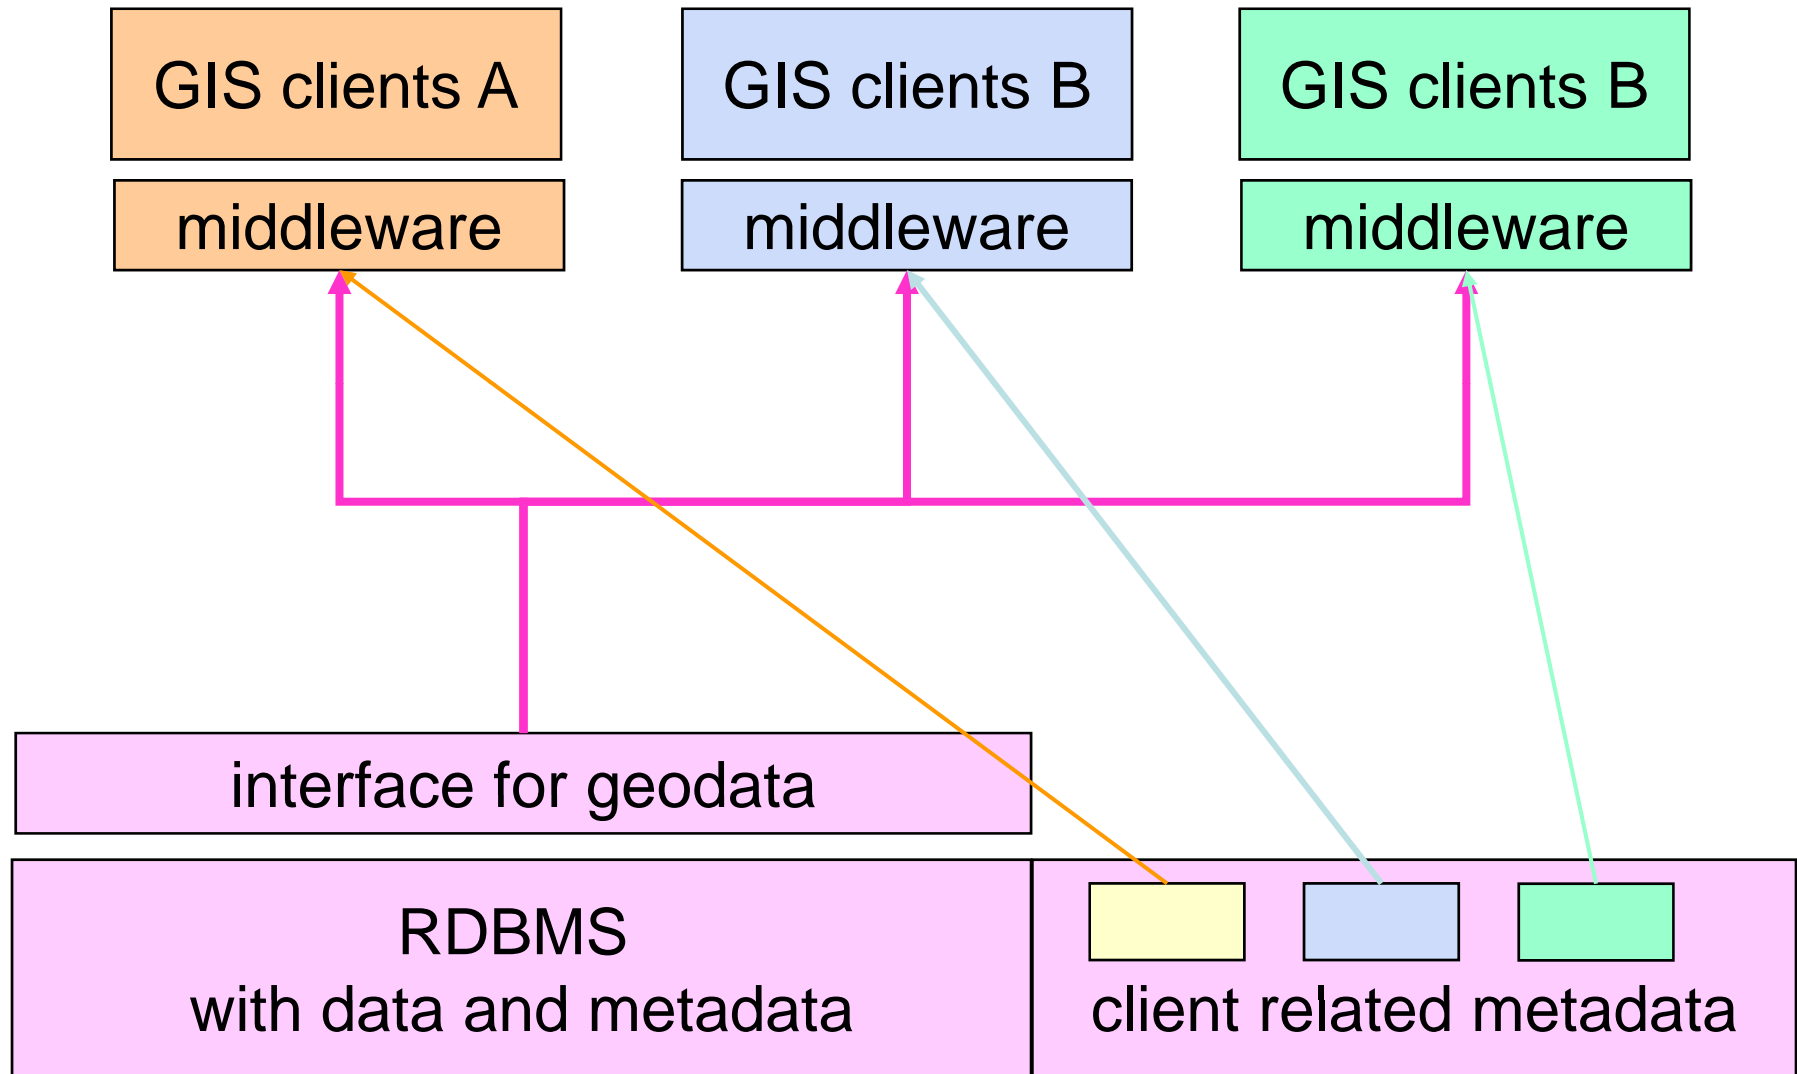 GIS clients A
GIS clients B
GIS clients B
middleware
middleware
middleware
interface for geodata
RDBMS
with data and metadata
client related metadata